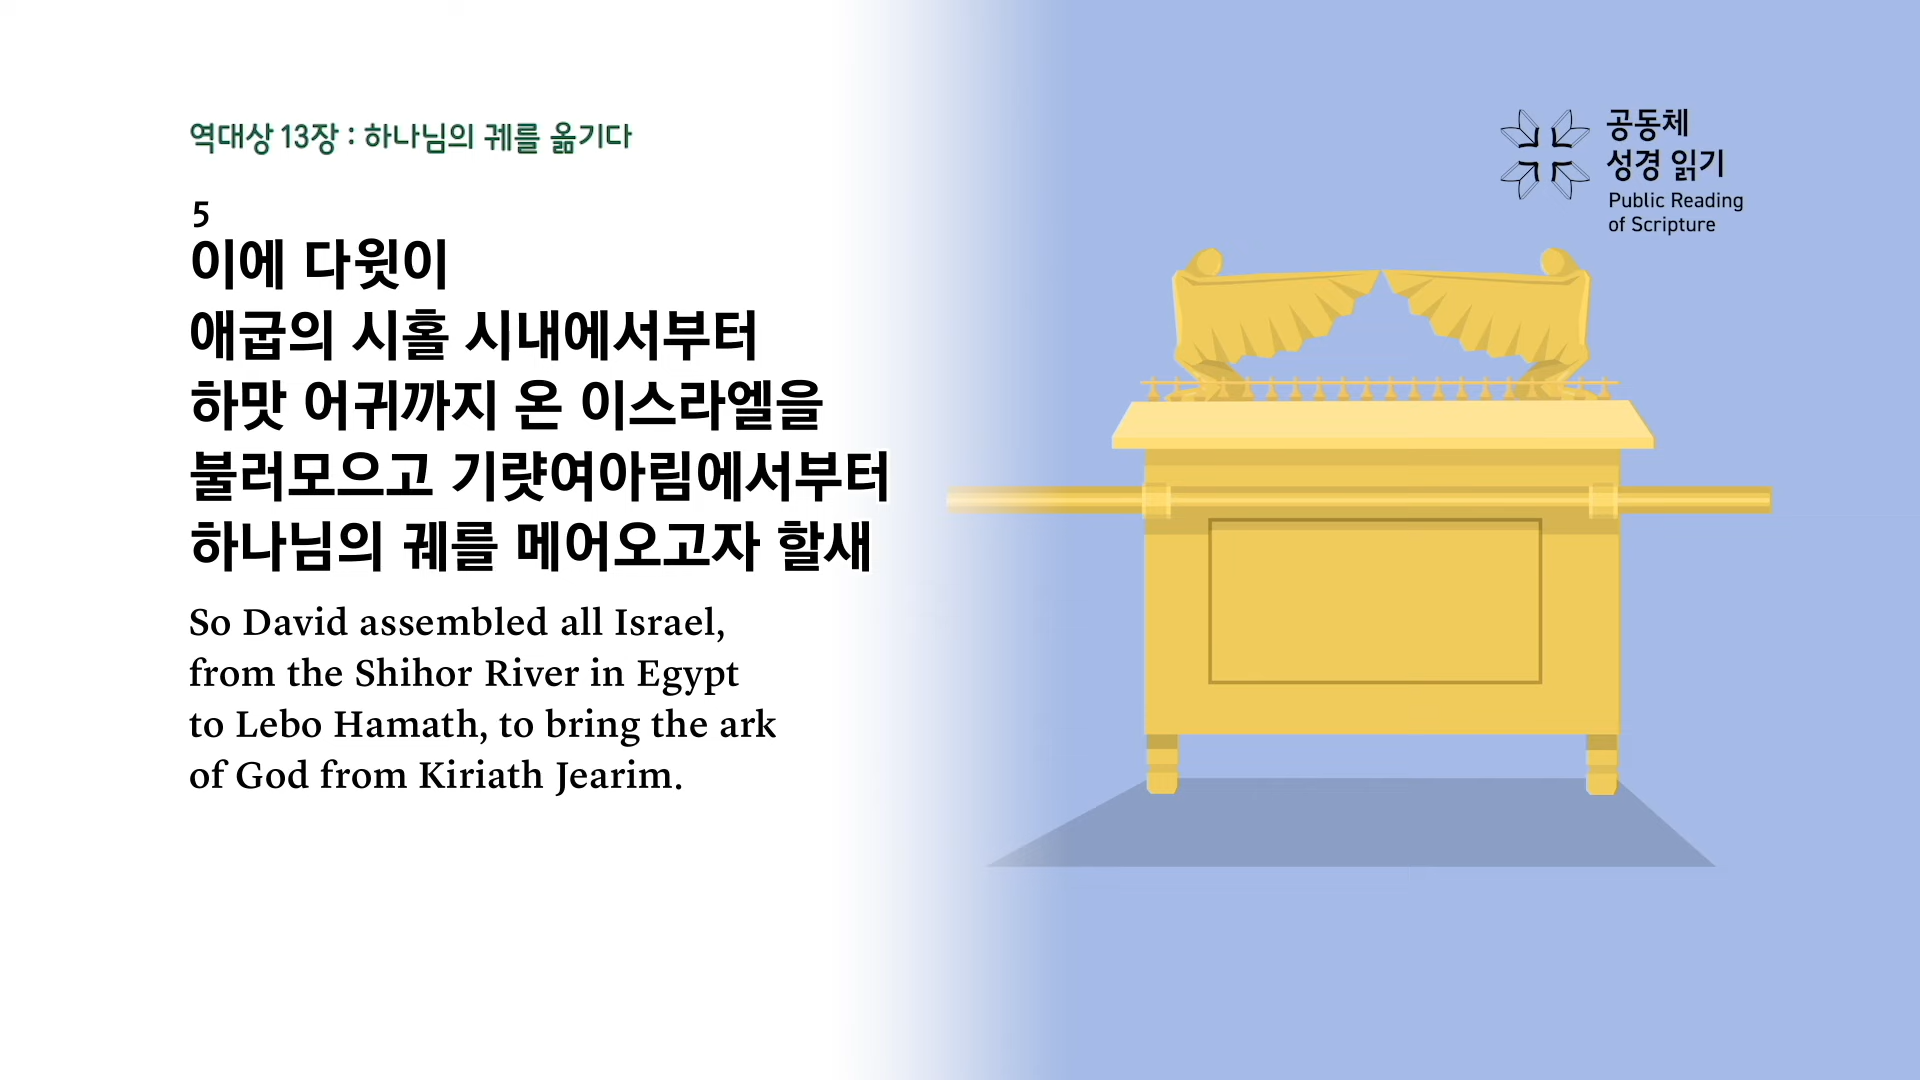 역대상 13장 : 하나님의 궤를 옮기다
5
이에 다윗이
애굽의 시홀 시내에서부터
하맛 어귀까지 온 이스라엘을
불러모으고 기럇여아림에서부터
하나님의 궤를 메어오고자 할새
So David assembled all Israel,
from the Shihor River in Egypt
to Lebo Hamath, to bring the ark
of God from Kiriath Jearim.
공동체
성경 읽기
Public Reading
of Scripture